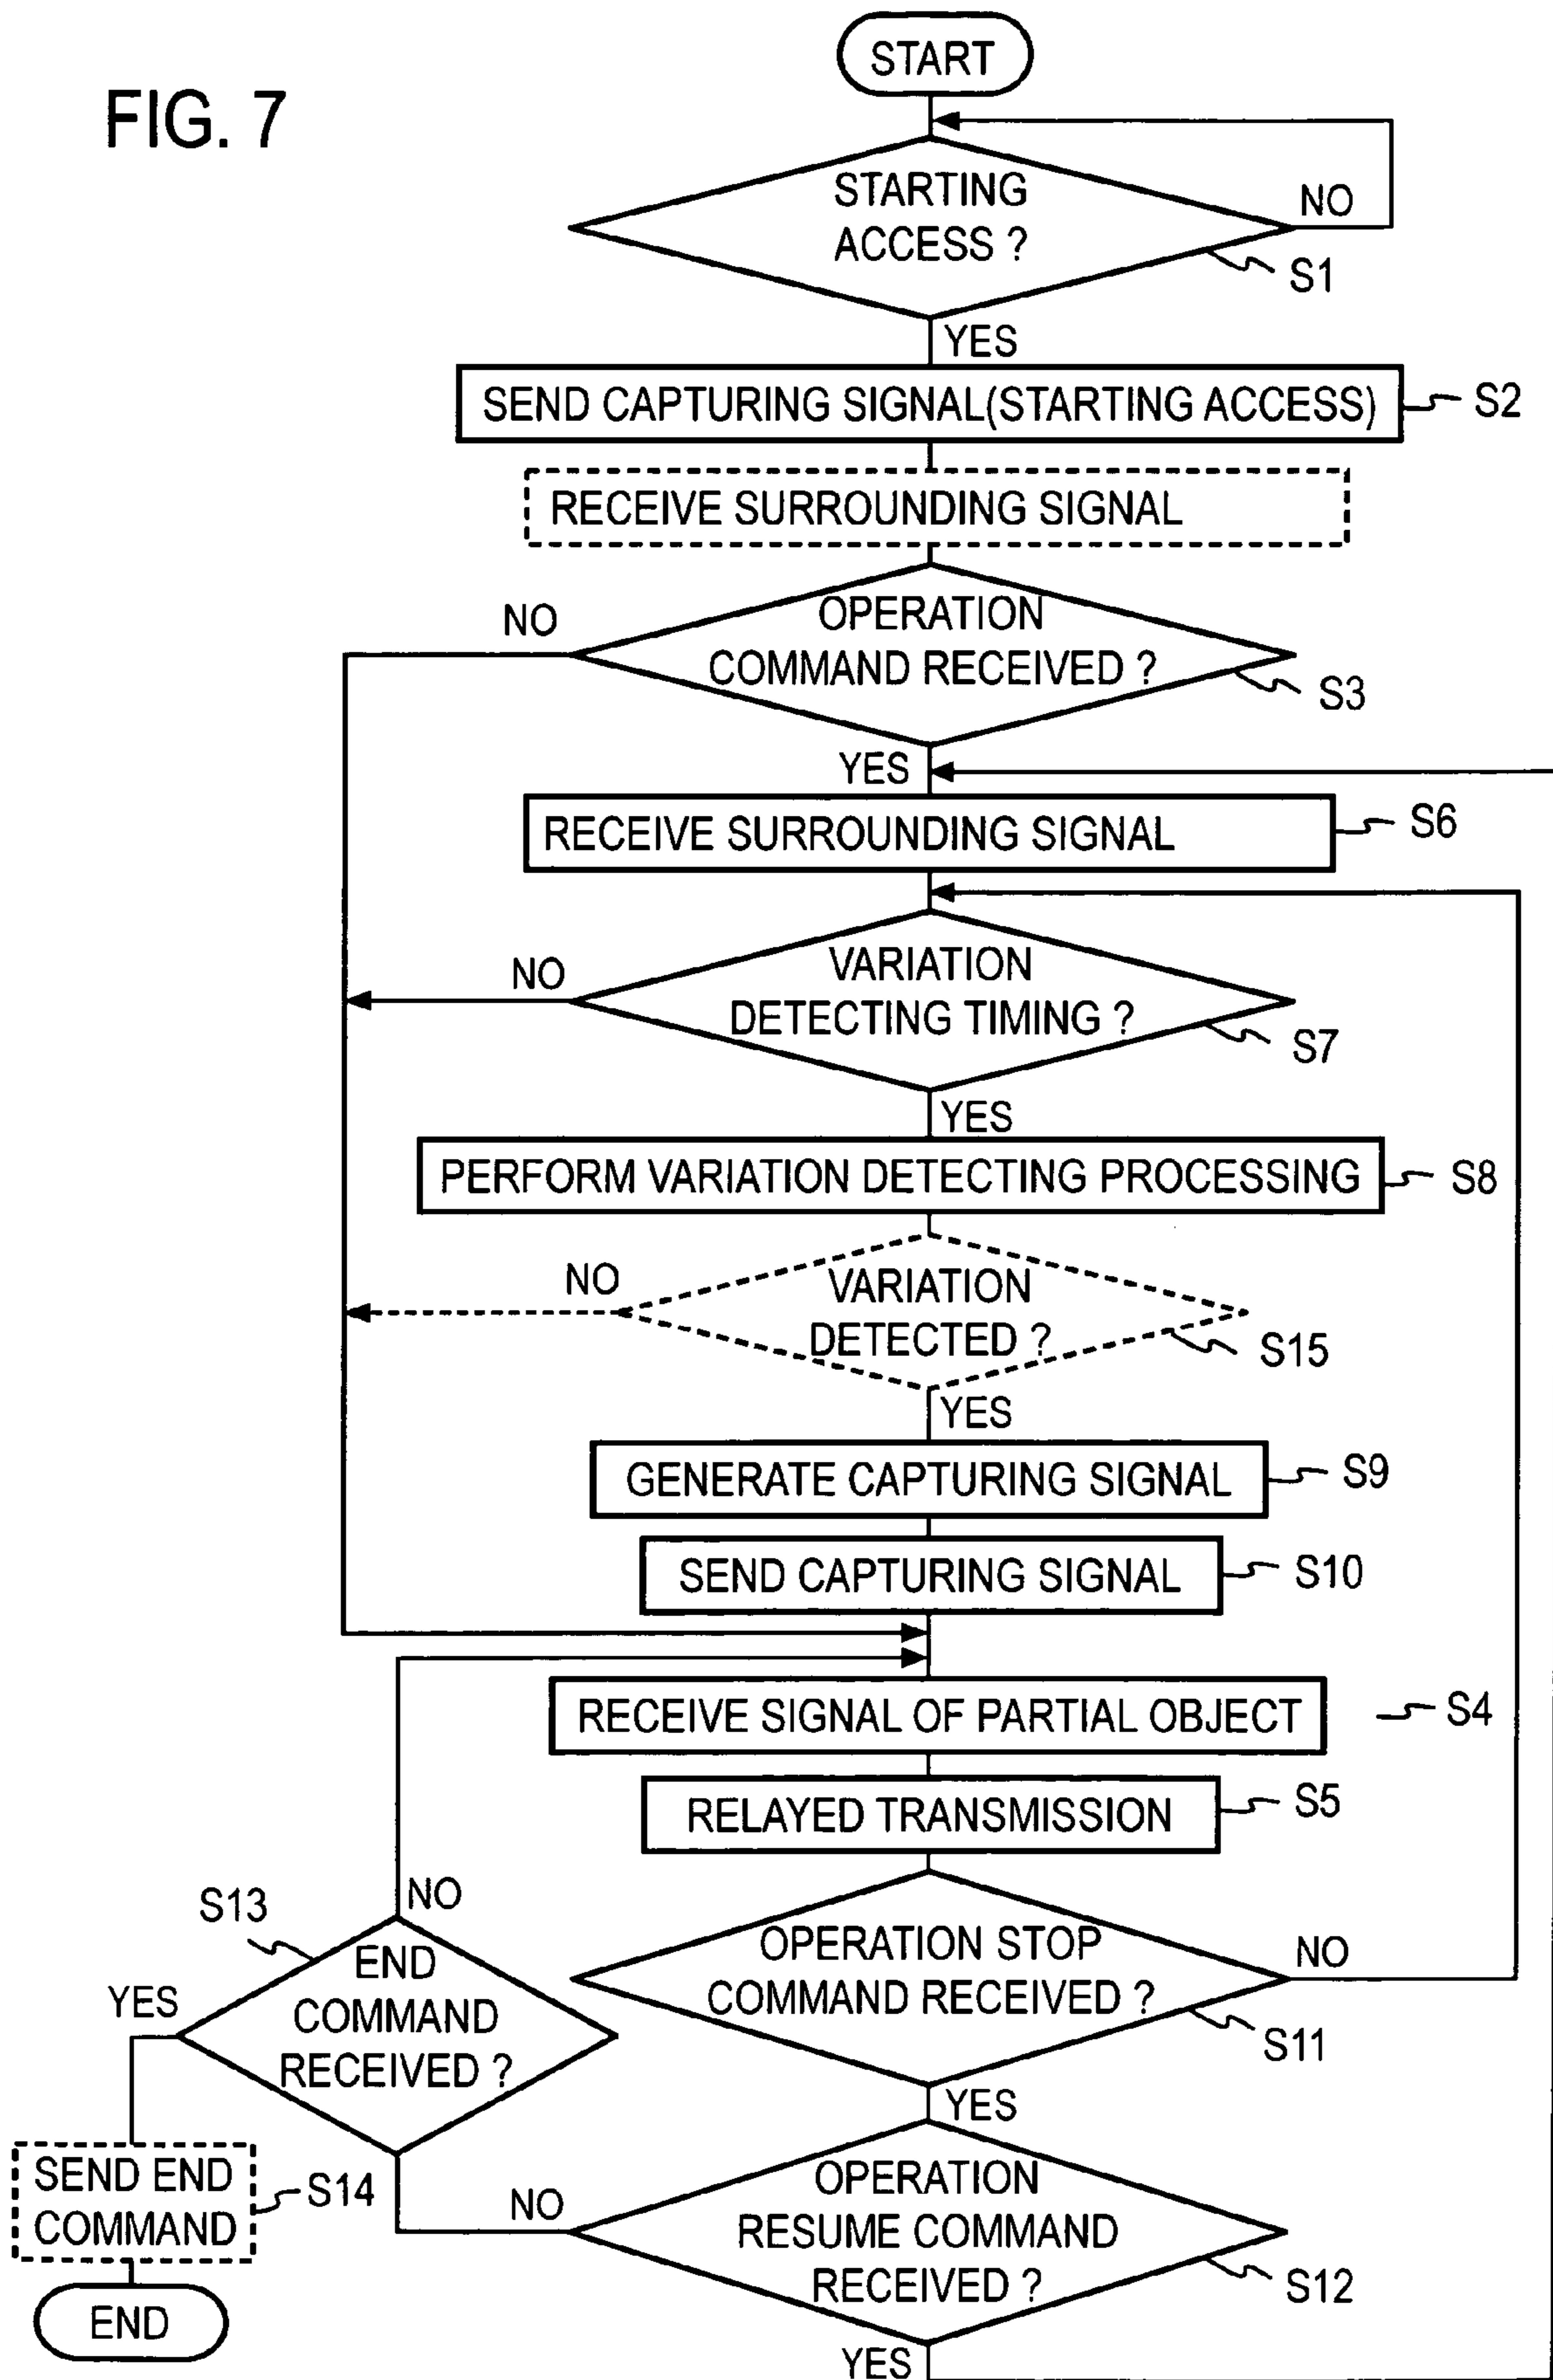 FIG. 7
START
STARTING
ACCESS ?
NO
S1
YES
SEND CAPTURING SIGNAL(STARTING ACCESS)
S2
RECEIVE SURROUNDING SIGNAL
NO
OPERATION
COMMAND RECEIVED ?
S3
YES
RECEIVE SURROUNDING SIGNAL
S6
NO
VARIATION
DETECTING TIMING ?
S7
YES
PERFORM VARIATION DETECTING PROCESSING
S8
NO
VARIATION
DETECTED ?
S15
YES
GENERATE CAPTURING SIGNAL
S9
SEND CAPTURING SIGNAL
S10
RECEIVE SIGNAL OF PARTIAL OBJECT
S4
RELAYED TRANSMISSION
S5
OPERATION STOP
COMMAND RECEIVED ?
NO
S11
YES
OPERATION
RESUME COMMAND
RECEIVED ?
S12
NO
YES
S13
NO
END
COMMAND
RECEIVED ?
YES
SEND END
COMMAND
S14
END